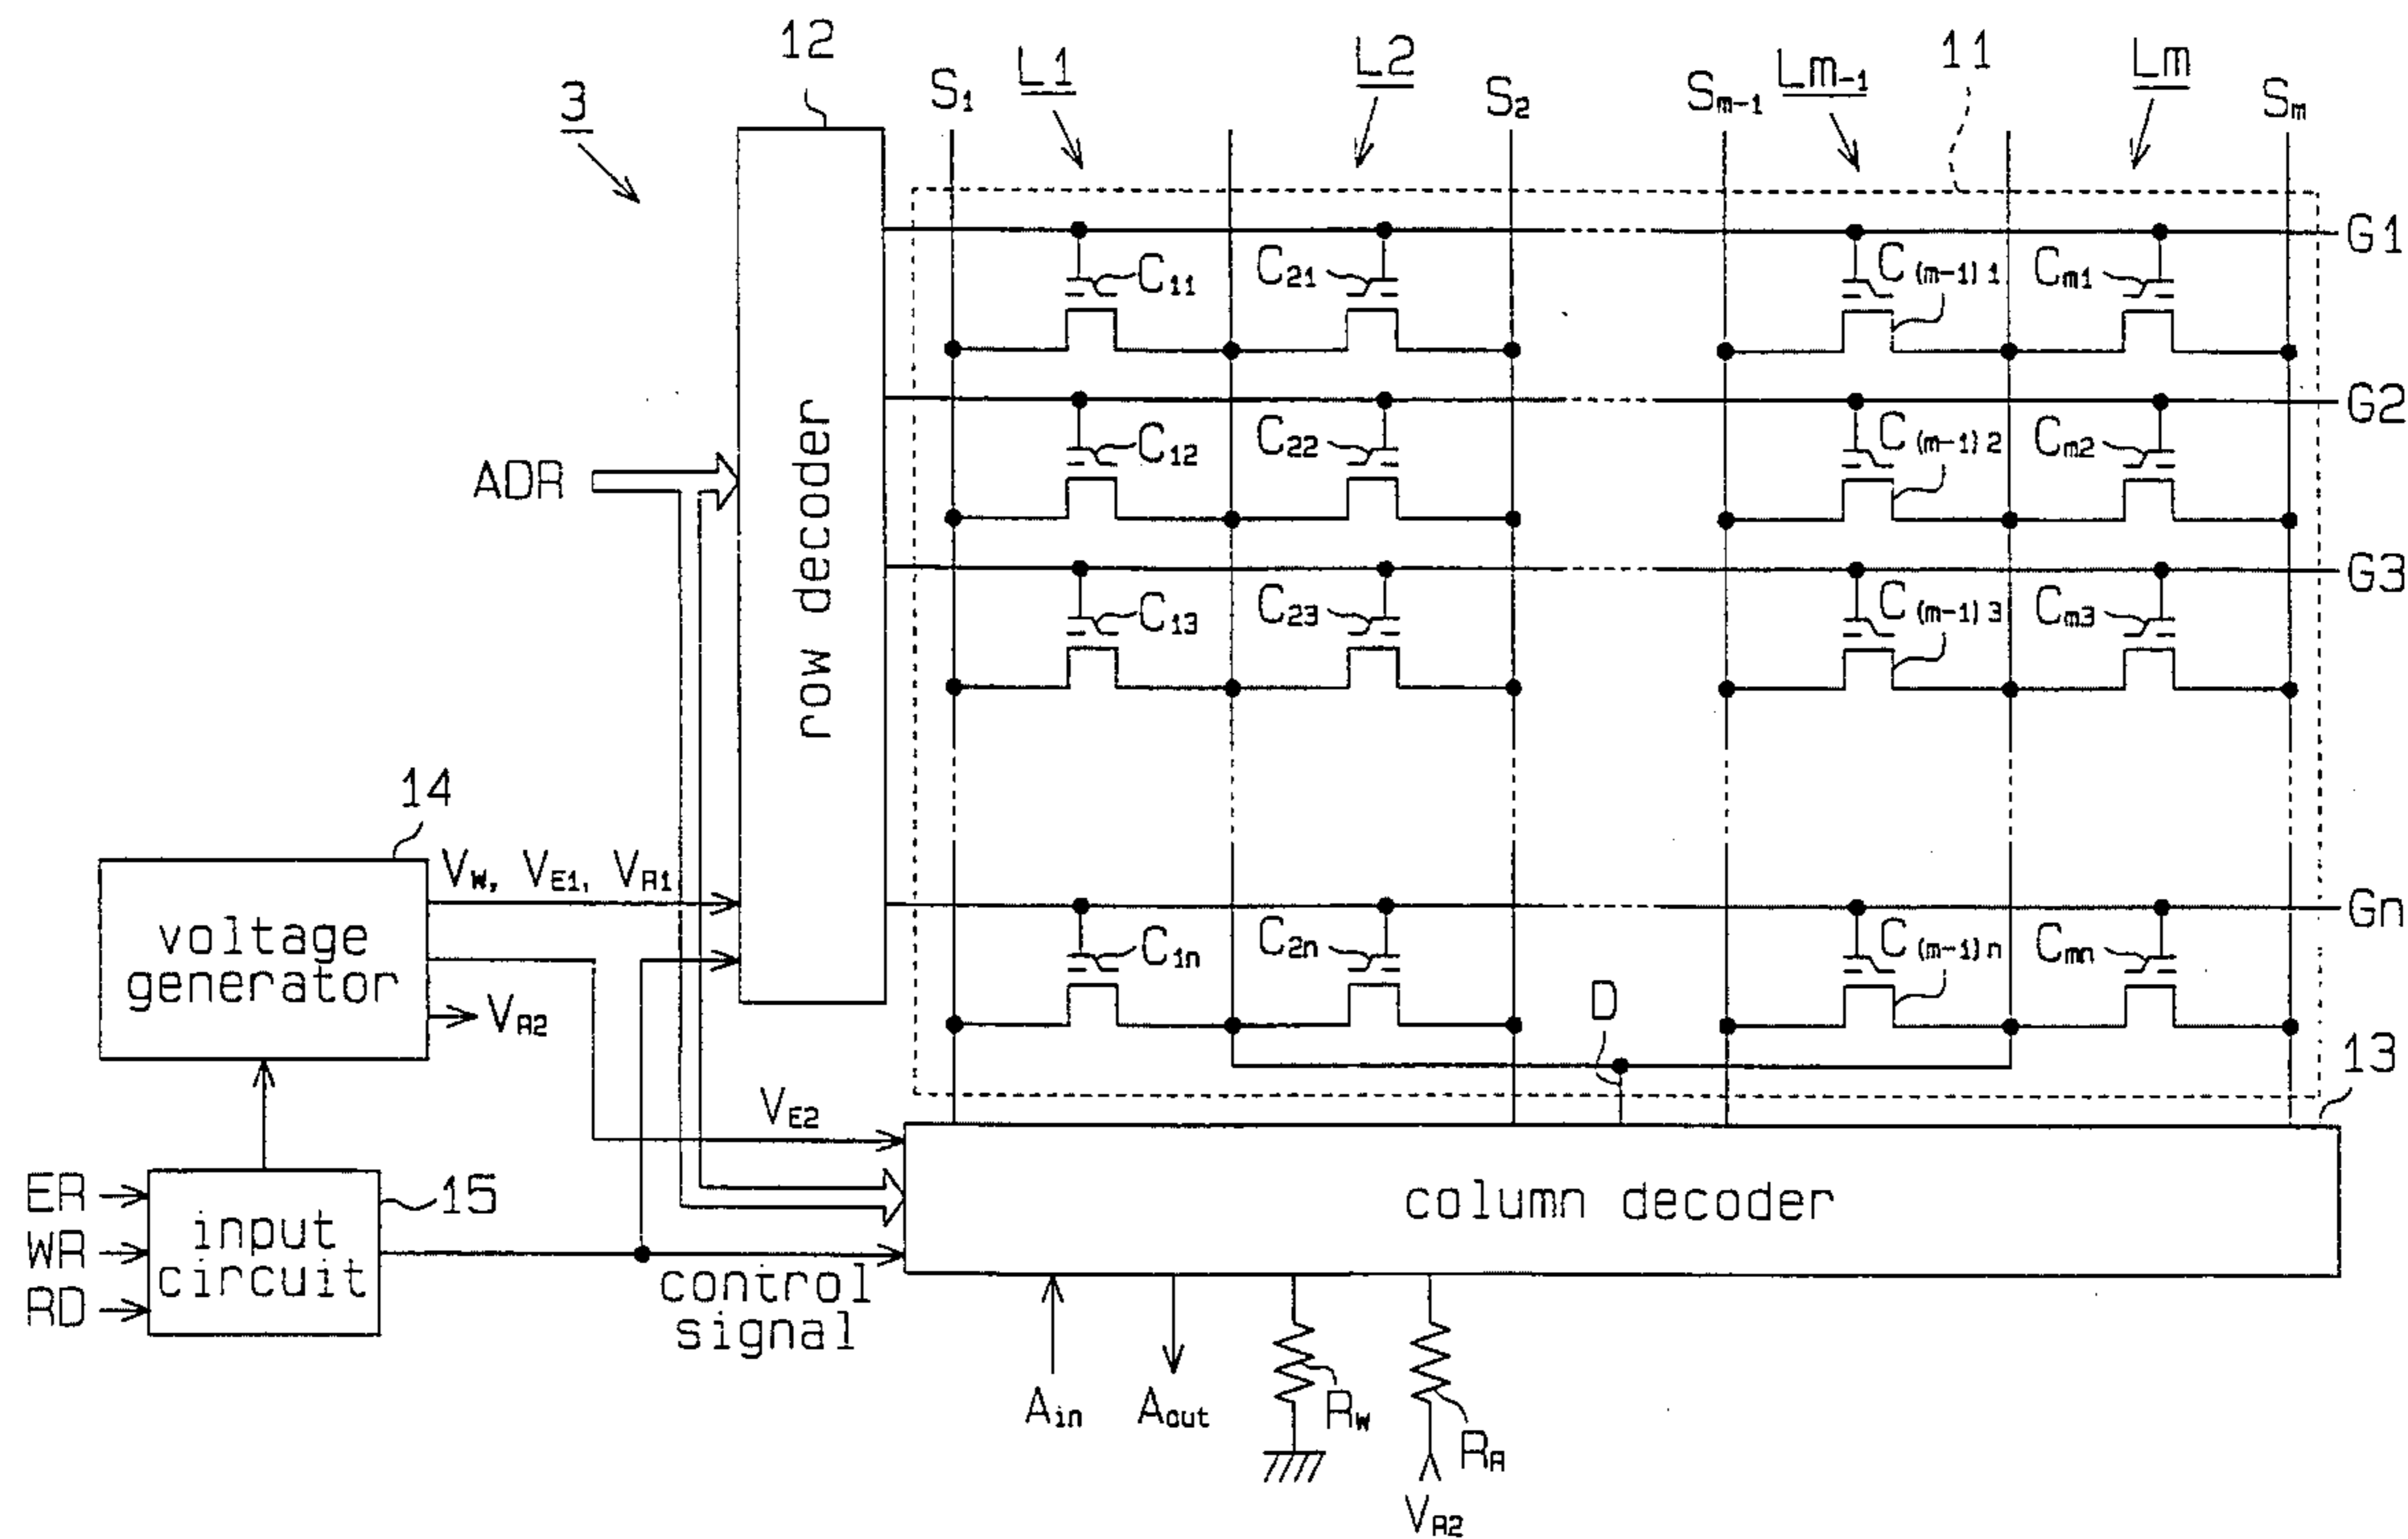 12
3
S1
L1
L2
S2
Sm-1
Lm-1
11
Lm
Sm
G1
C11
C21
C(m-1)1
Cm1
G2
C12
C22
C(m-1)2
Cm2
ADR
row decoder
G3
C13
C23
C(m-1)3
Cm3
14
VW, VE1, VR1
Gn
voltage
generator
C1n
C2n
C(m-1)n
Cmn
VR2
D
13
VE2
ER
WR
RD
15
input
circuit
column decoder
control
signal
Ain
Aout
RW
RR
VR2